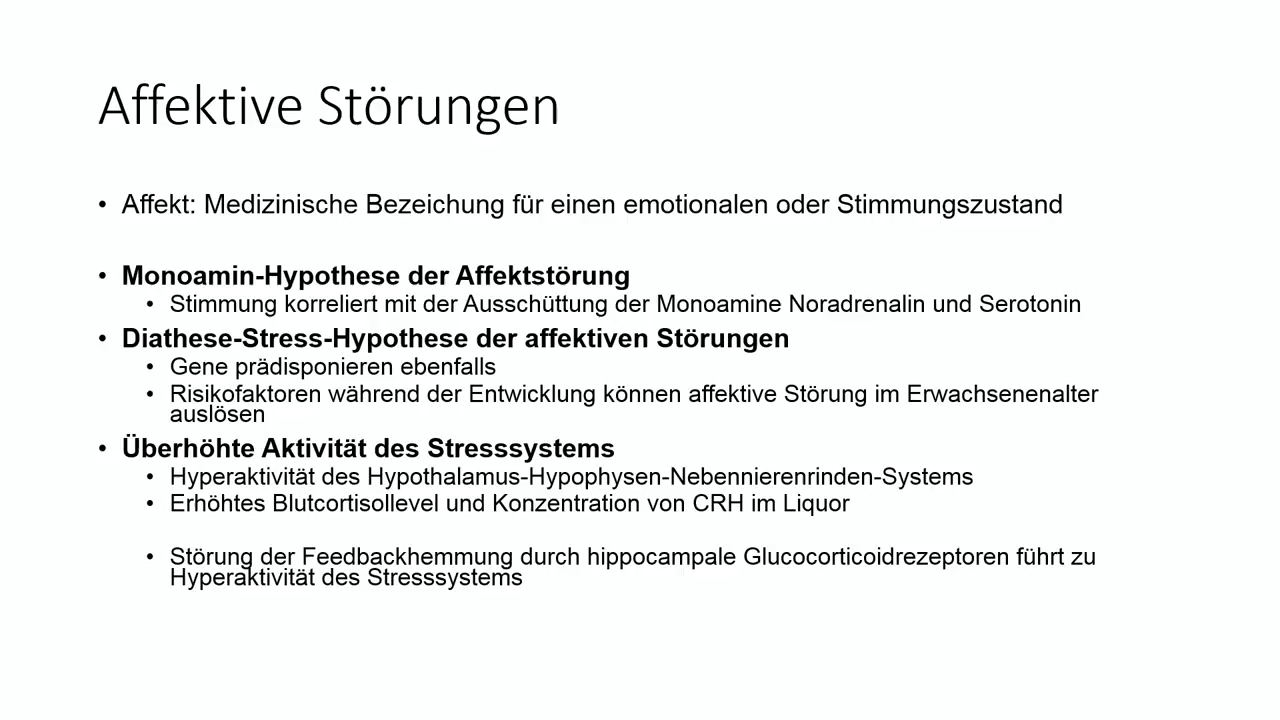 Affektive Störungen
• Affekt: Medizinische Bezeichung für einen emotionalen oder Stimmungszustand
• Monoamin-Hypothese der Affektstörung
• Stimmung korreliert mit der Ausschüttung der Monoamine Noradrenalin und Serotonin
• Diathese-Stress-Hypothese der affektiven Störungen
• Gene prädisponieren ebenfalls
• Risikofaktoren während der Entwicklung können affektive Störung im Erwachsenenalter
auslösen
• Überhöhte Aktivität des Stresssystems
• Hyperaktivität des Hypothalamus-Hypophysen-Nebennierenrinden-Systems
• Erhöhtes Blutcortisollevel und Konzentration von CRH im Liquor
• Störung der Feedbackhemmung durch hippocampale Glucocorticoidrezeptoren führt zu
Hyperaktivität des Stresssystems